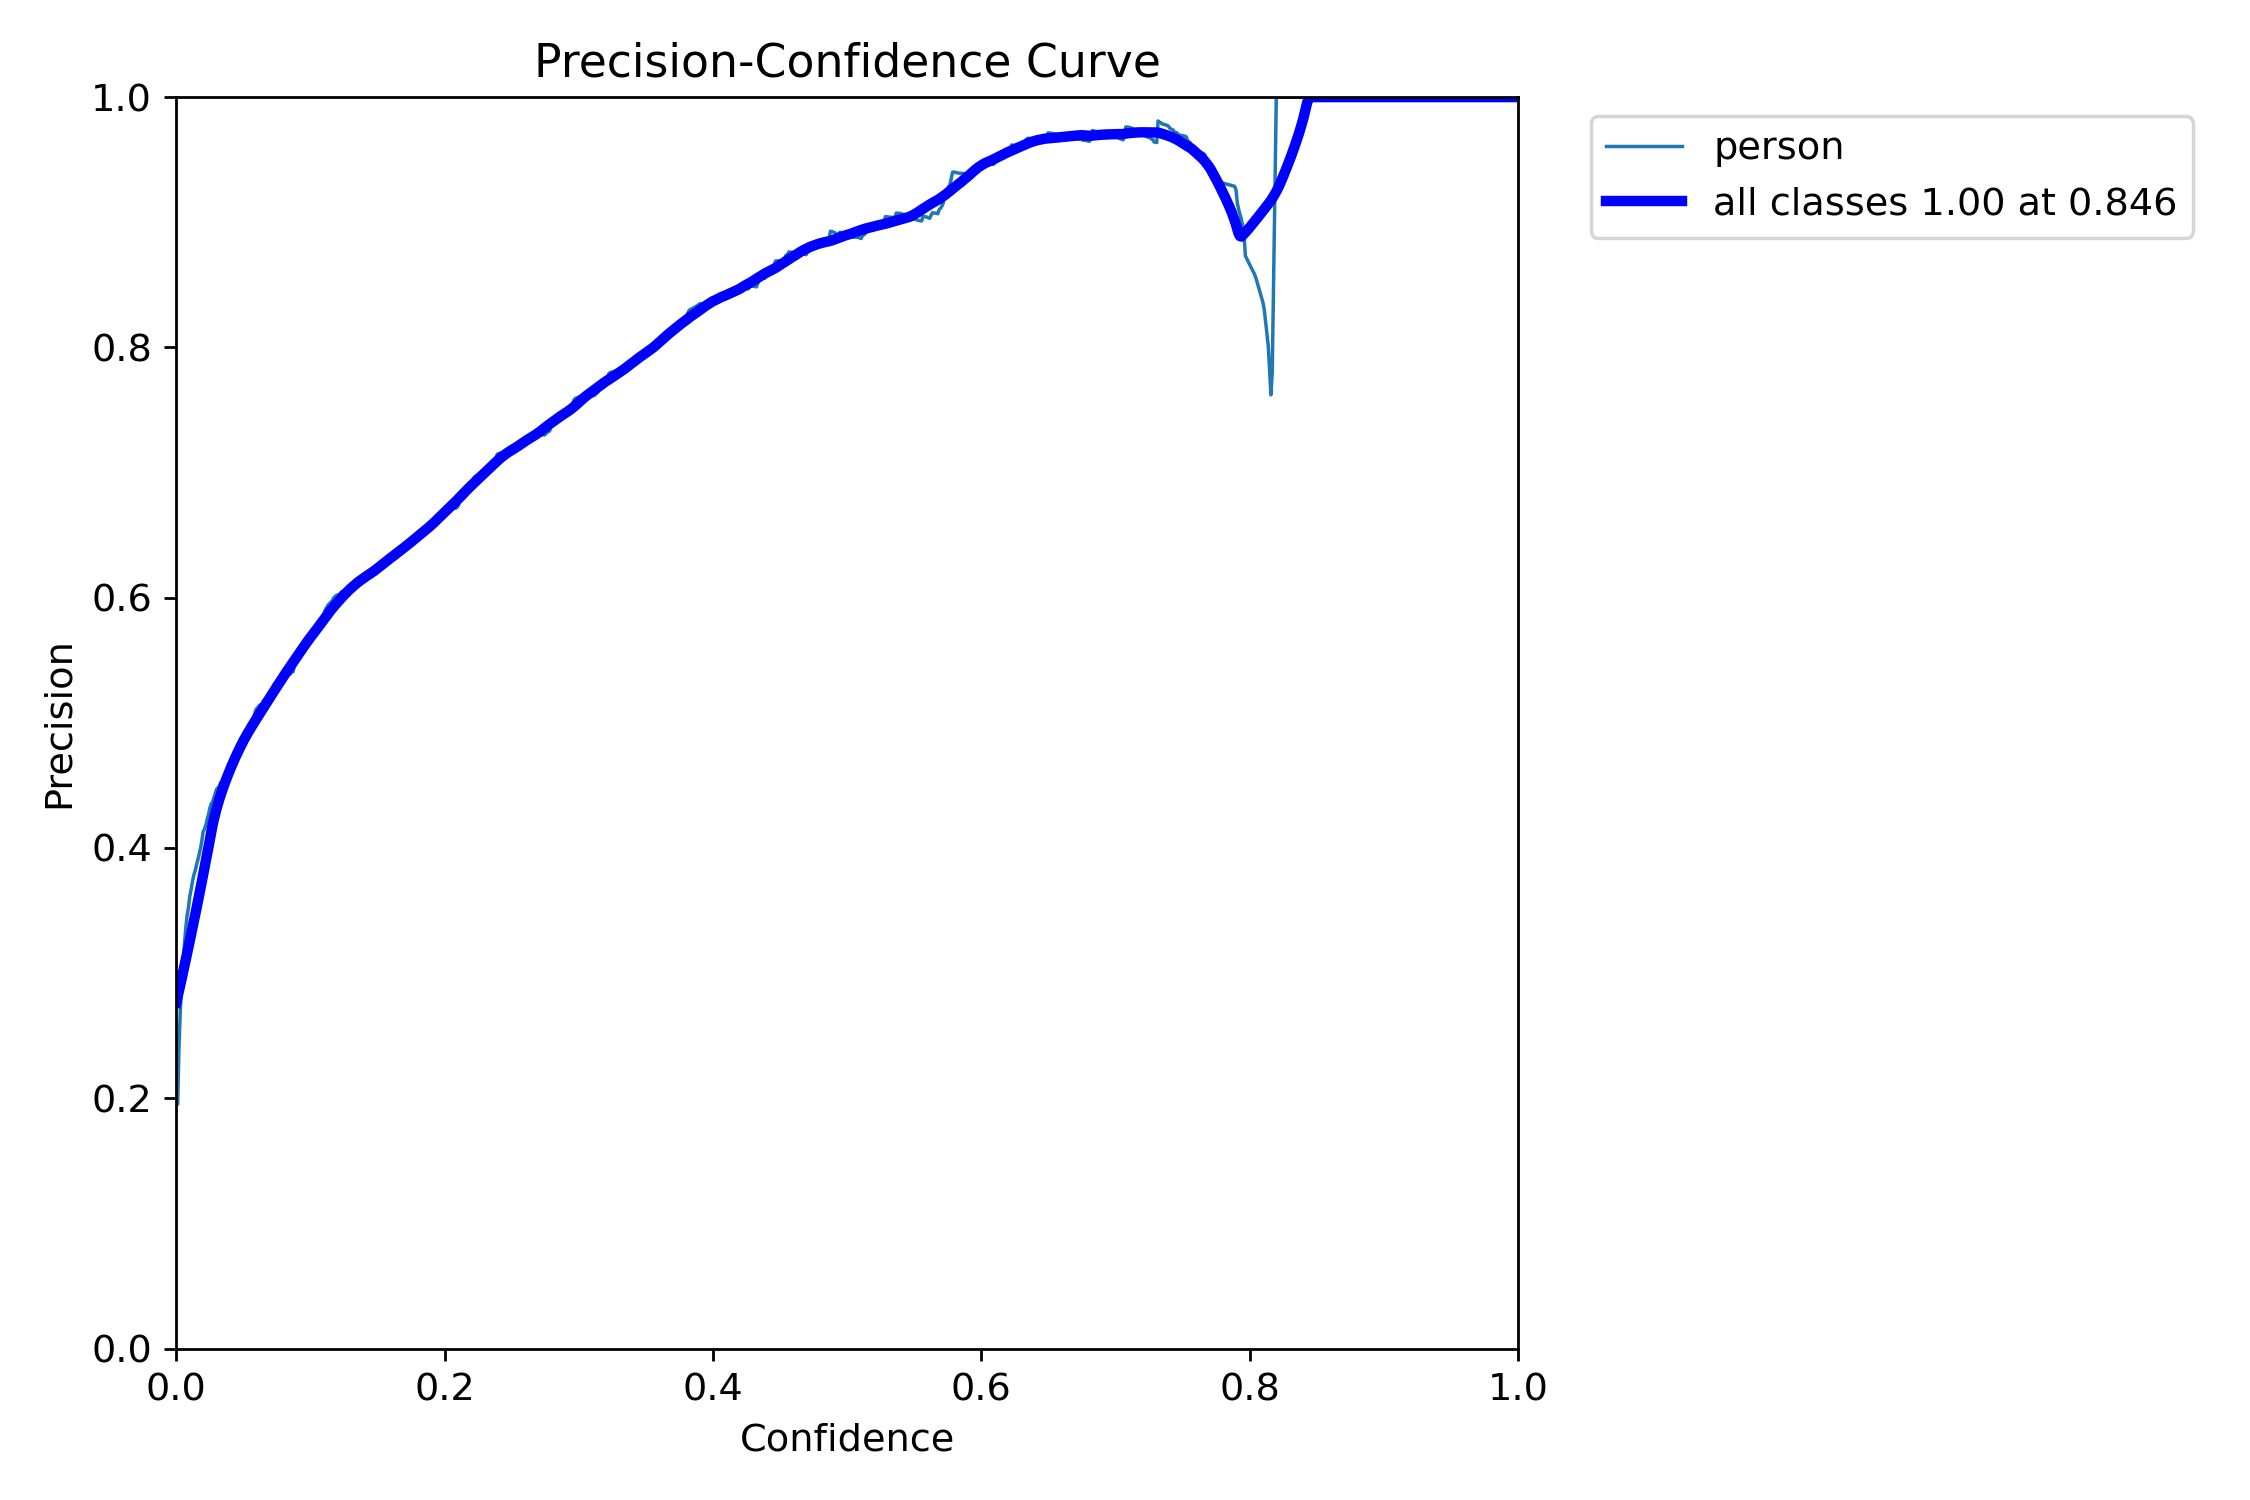 Precision-Confidence Curve
1.0
0.8
0.6
0.4
0.2
0.0
Precision
0.0 0.2 0.4 0.6 0.8 1.0
Confidence
person
all classes 1.00 at 0.846